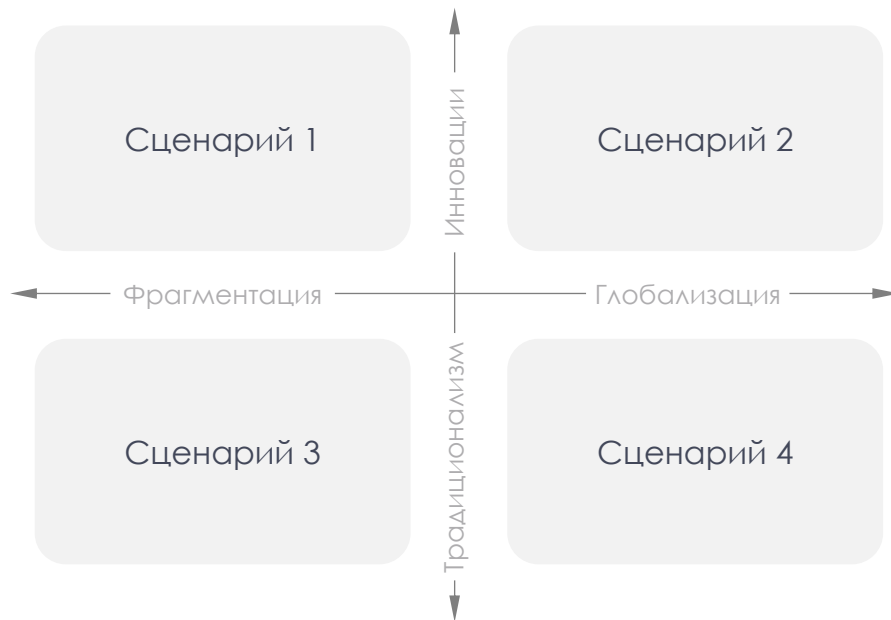 Сценарий 1
Инновации
Сценарий 2
Фрагментация
Глобализация
Сценарий 3
Традиционализм
Сценарий 4